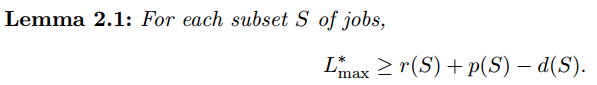 Lemma 2.1: For each subset S of jobs,
L*max ≥ r(S) + p(S) − d(S).